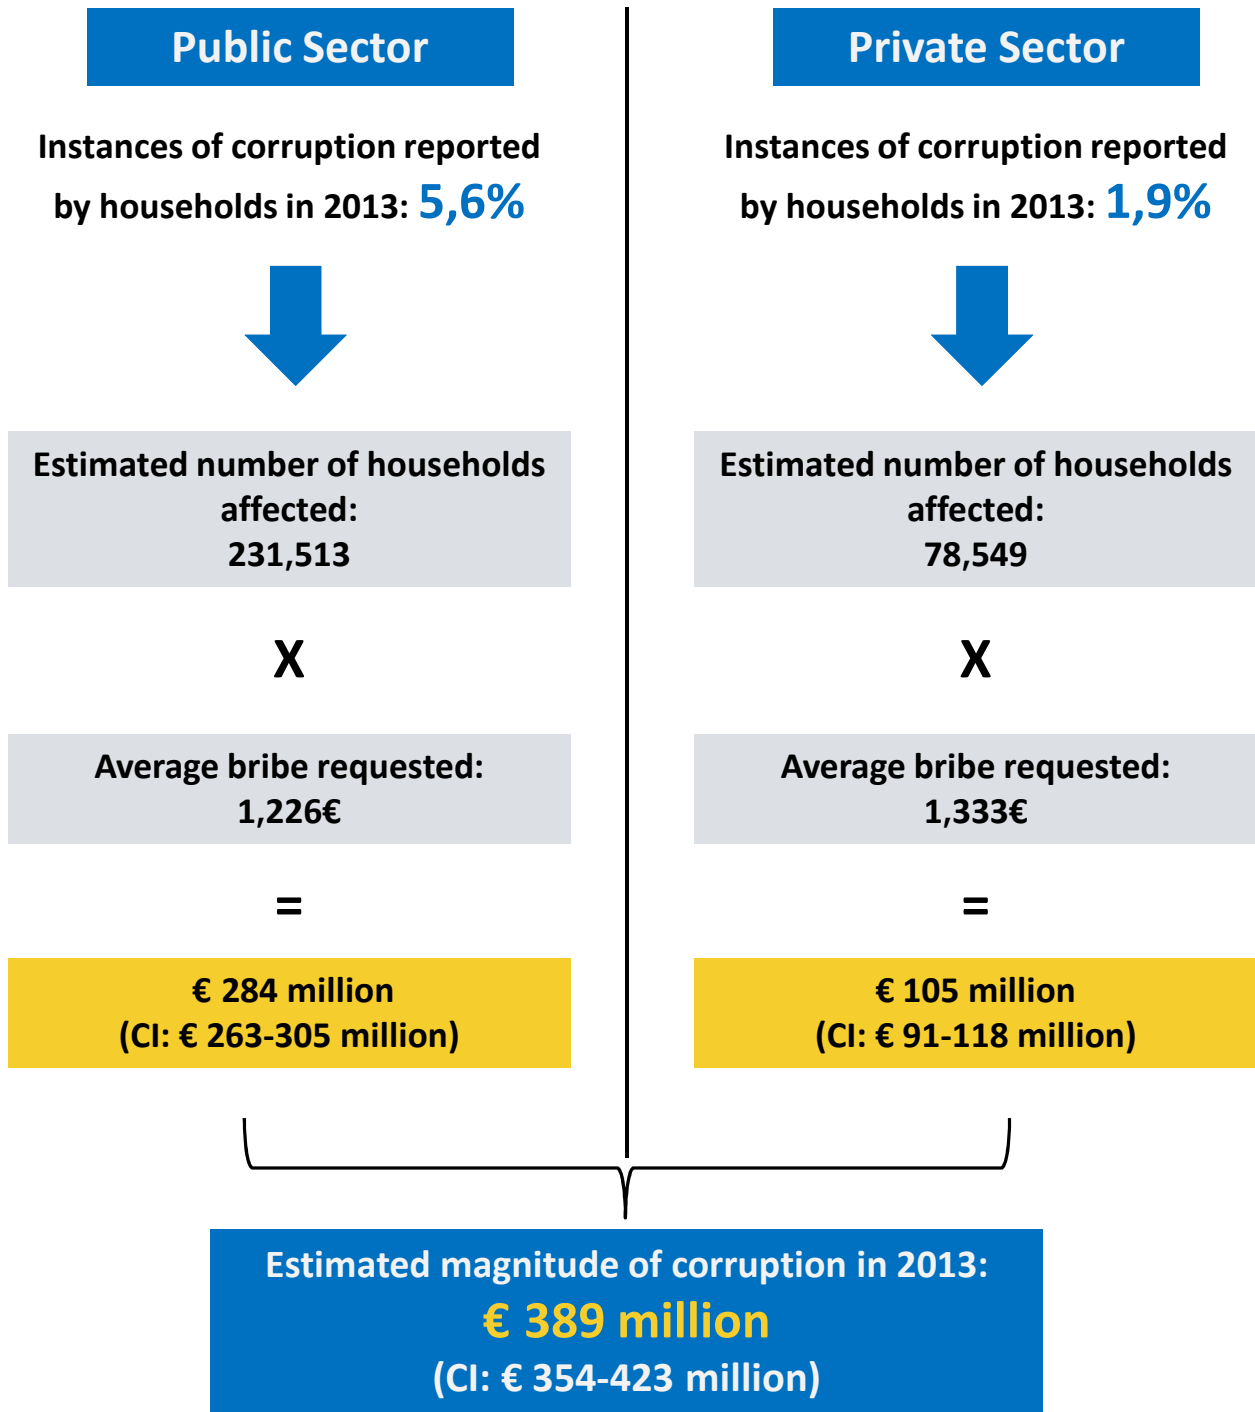 Public Sector
Instances of corruption reported
by households in 2013: 5,6%
Estimated number of households
affected:
231,513
X
Average bribe requested:
1,226€
=
€ 284 million
(CI: € 263-305 million)
Private Sector
Instances of corruption reported
by households in 2013: 1,9%
Estimated number of households
affected:
78,549
X
Average bribe requested:
1,333€
=
€ 105 million
(CI: € 91-118 million)
Estimated magnitude of corruption in 2013:
€ 389 million
(CI: € 354-423 million)